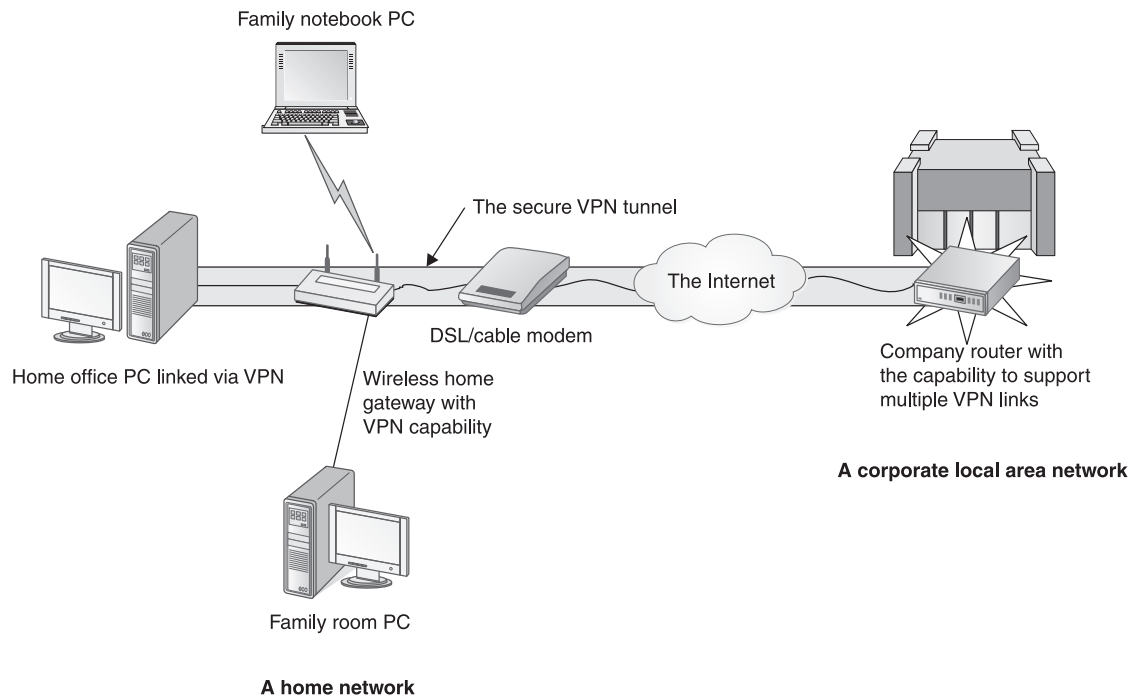 Family notebook PC
The secure VPN tunnel
The Internet
DSL/cable modem
Home office PC linked via VPN
Wireless home
gateway with
VPN capability
Company router with
the capability to support
multiple VPN links
A corporate local area network
Family room PC
A home network